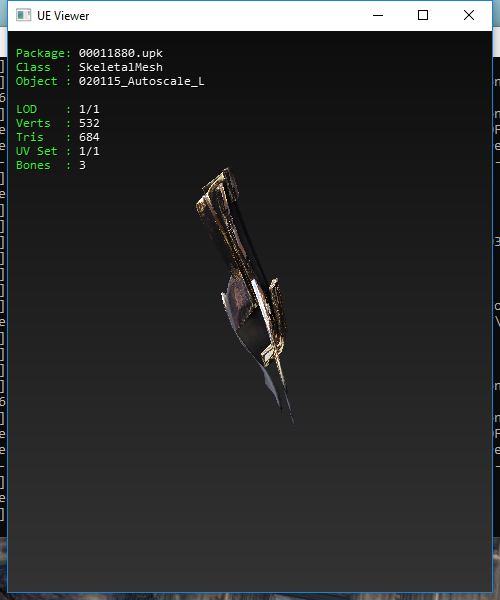 UE Viewer
Package: 00011880.upk
Class  : SkeletalMesh
Object : 020115_Autoscale_L
LOD    : 1/1
Verts  : 532
Tris   : 684
UV Set : 1/1
Bones  : 3